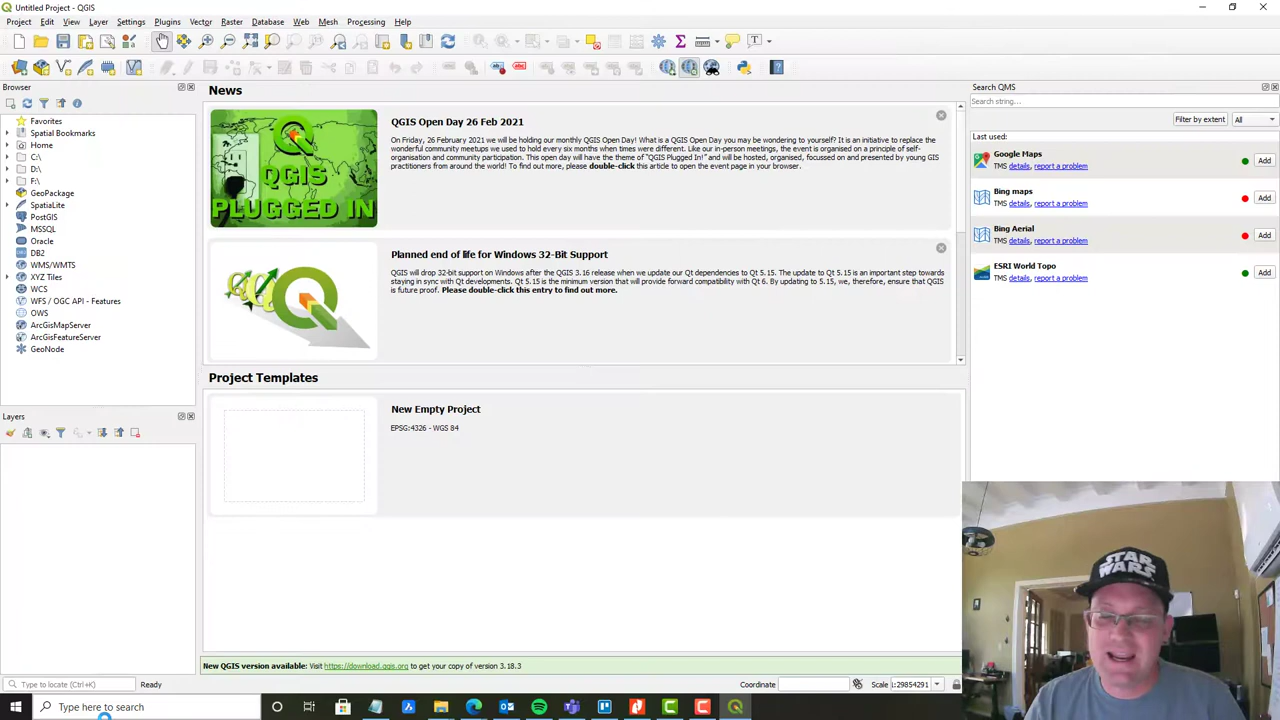 Untitled Project - QGIS
Project Edit View Layer Settings Plugins Vector Raster Database Web Mesh Processing Help
Browser
Favorites
Spatial Bookmarks
Home
C:\
D:\
F:\
GeoPackage
SpatiaLite
PostGIS
MSSQL
Oracle
DB2
WMS/WMTS
XYZ Tiles
WCS
WFS / OGC API - Features
OWS
ArcGisMapServer
ArcGisFeatureServer
GeoNode
Layers
News
QGIS
PLUGGED IN
QGIS Open Day 26 Feb 2021
On Friday, 26 February 2021 we will be holding our monthly QGIS Open Day! What is a QGIS Open Day you may be wondering to yourself? It is an initiative to replace the
wonderful community meetups we used to hold every six months when times were different. Like our in-person meetings, the event is organised on a principle of self-
organisation and community participation. This open day will have the theme of "QGIS Plugged In!" and will be hosted, organised, focussed on and presented by young GIS
practitioners from around the world! To find out more, please double-click this article to open the event page in your browser.
Planned end of life for Windows 32-Bit Support
QGIS will drop 32-bit support on Windows after the QGIS 3.16 release when we update our Qt dependencies to Qt 5.15. The update to Qt 5.15 is an important step towards
staying in sync with Qt developments. Qt 5.15 is the minimum version that will provide forward compatibility with Qt 6. By updating to 5.15, we, therefore, ensure that QGIS
is future proof. Please double-click this entry to find out more.
Project Templates
New Empty Project
EPSG:4326 - WGS 84
New QGIS version available: Visit https://download.qgis.org to get your copy of version 3.18.3
Search QMS
Search string...
Filter by extent
All
Last used:
Google Maps
TMS details, report a problem
Add
Bing maps
TMS details, report a problem
Add
Bing Aerial
TMS details, report a problem
Add
ESRI World Topo
TMS details, report a problem
Add
STAR
WARS
Type to locate (Ctrl+K)
Ready
Coordinate
Scale 1:29854291
Type here to search